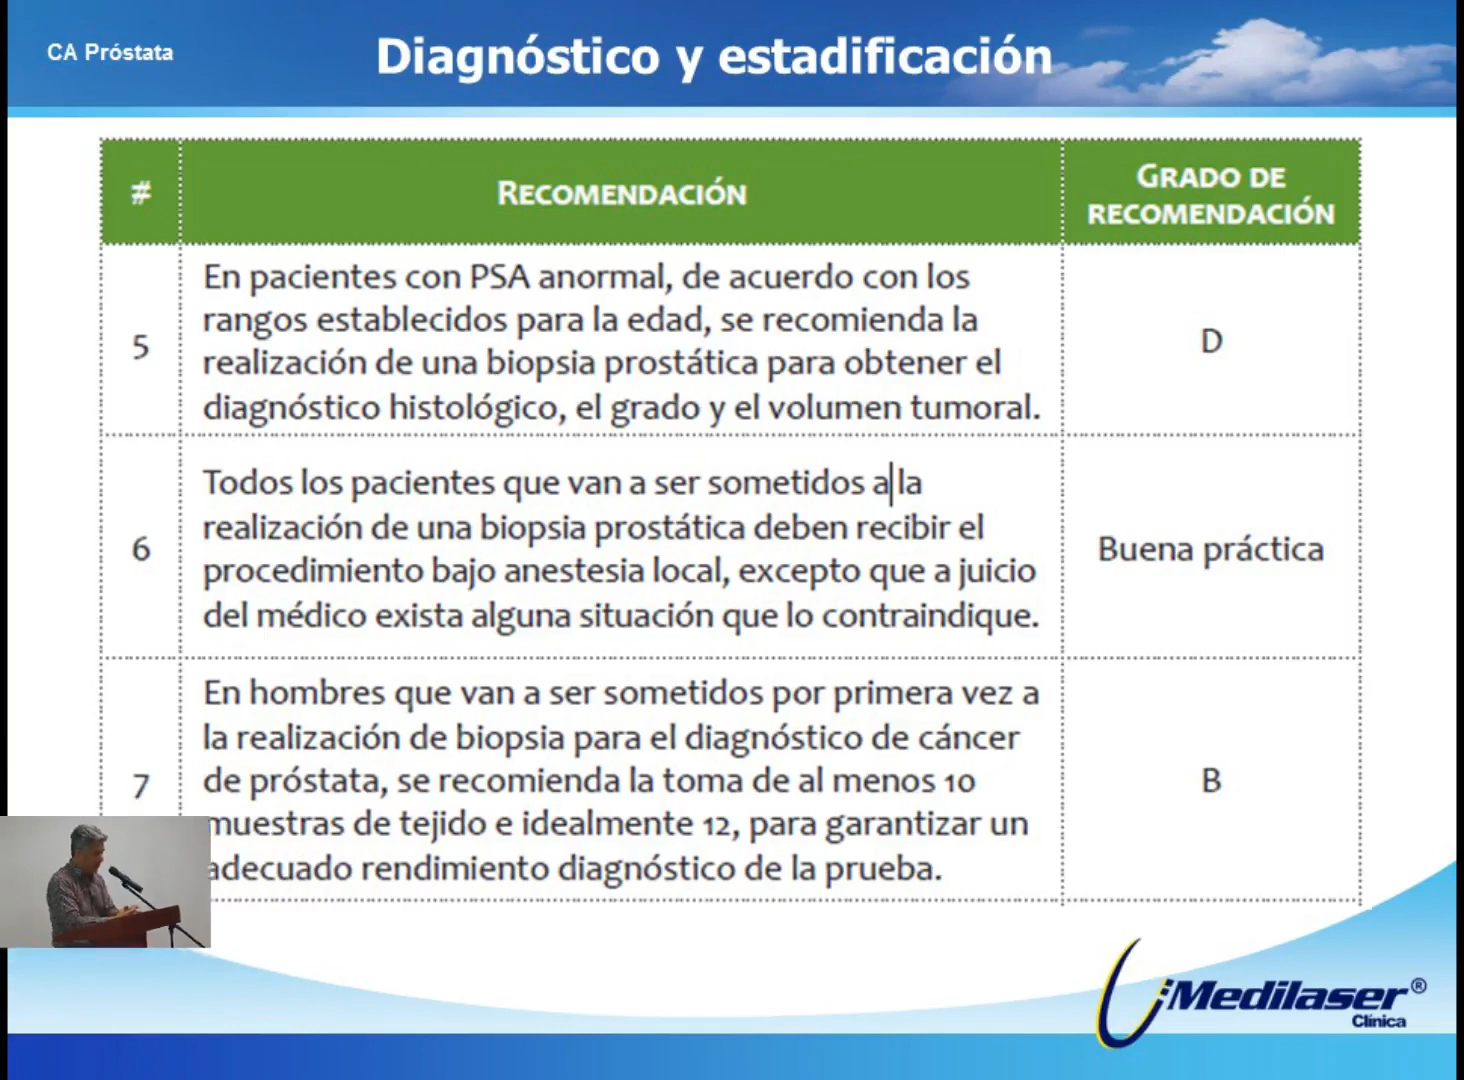 CA Próstata
Diagnóstico y estadificación
#
RECOMENDACIÓN
GRADO DE
RECOMENDACIÓN
5
En pacientes con PSA anormal, de acuerdo con los
rangos establecidos para la edad, se recomienda la
realización de una biopsia prostática para obtener el
diagnóstico histológico, el grado y el volumen tumoral.
D
6
Todos los pacientes que van a ser sometidos a la
realización de una biopsia prostática deben recibir el
procedimiento bajo anestesia local, excepto que a juicio
del médico exista alguna situación que lo contraindique.
Buena práctica
7
En hombres que van a ser sometidos por primera vez a
la realización de biopsia para el diagnóstico de cáncer
de próstata, se recomienda la toma de al menos 10
muestras de tejido e idealmente 12, para garantizar un
adecuado rendimiento diagnóstico de la prueba.
B
Medilaser®
Clínica